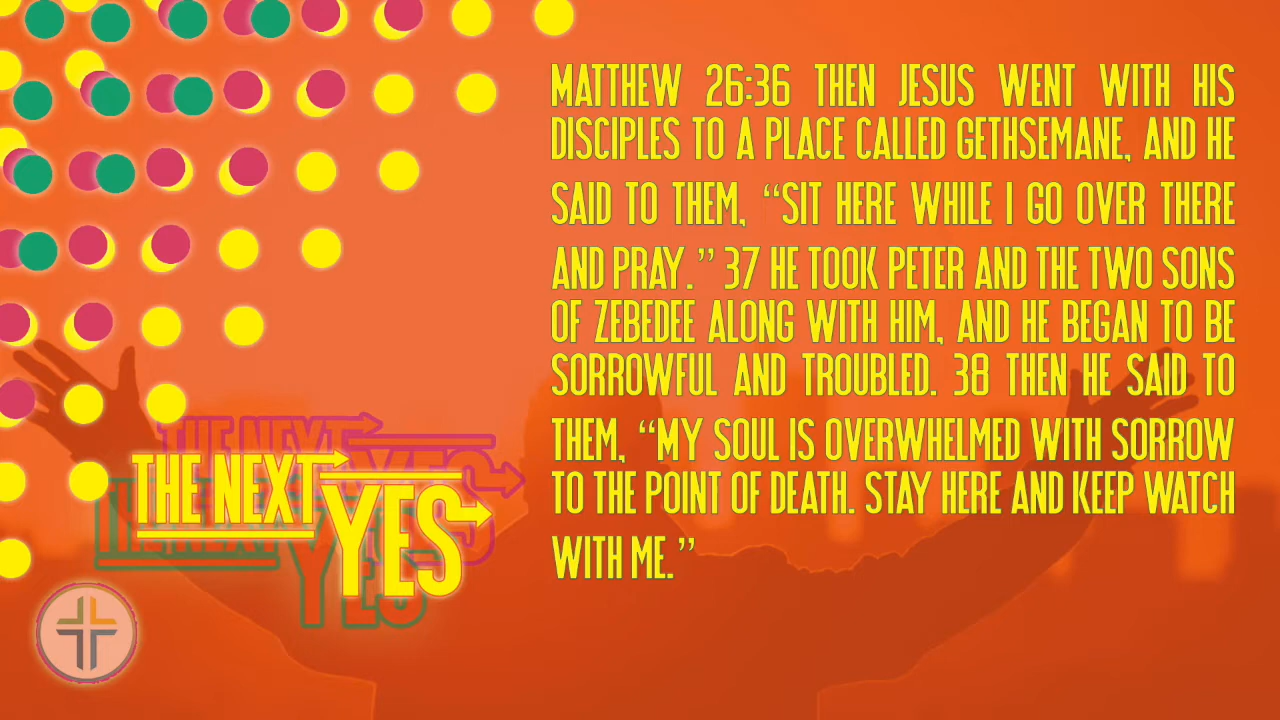 MATTHEW 26:36 THEN JESUS WENT WITH HIS
DISCIPLES TO A PLACE CALLED GETHSEMANE, AND HE
SAID TO THEM, “SIT HERE WHILE I GO OVER THERE
AND PRAY.” 37 HE TOOK PETER AND THE TWO SONS
OF ZEBEDEE ALONG WITH HIM, AND HE BEGAN TO BE
SORROWFUL AND TROUBLED. 38 THEN HE SAID TO
THEM, “MY SOUL IS OVERWHELMED WITH SORROW
TO THE POINT OF DEATH. STAY HERE AND KEEP WATCH
WITH ME.”
THE NEXT
YES